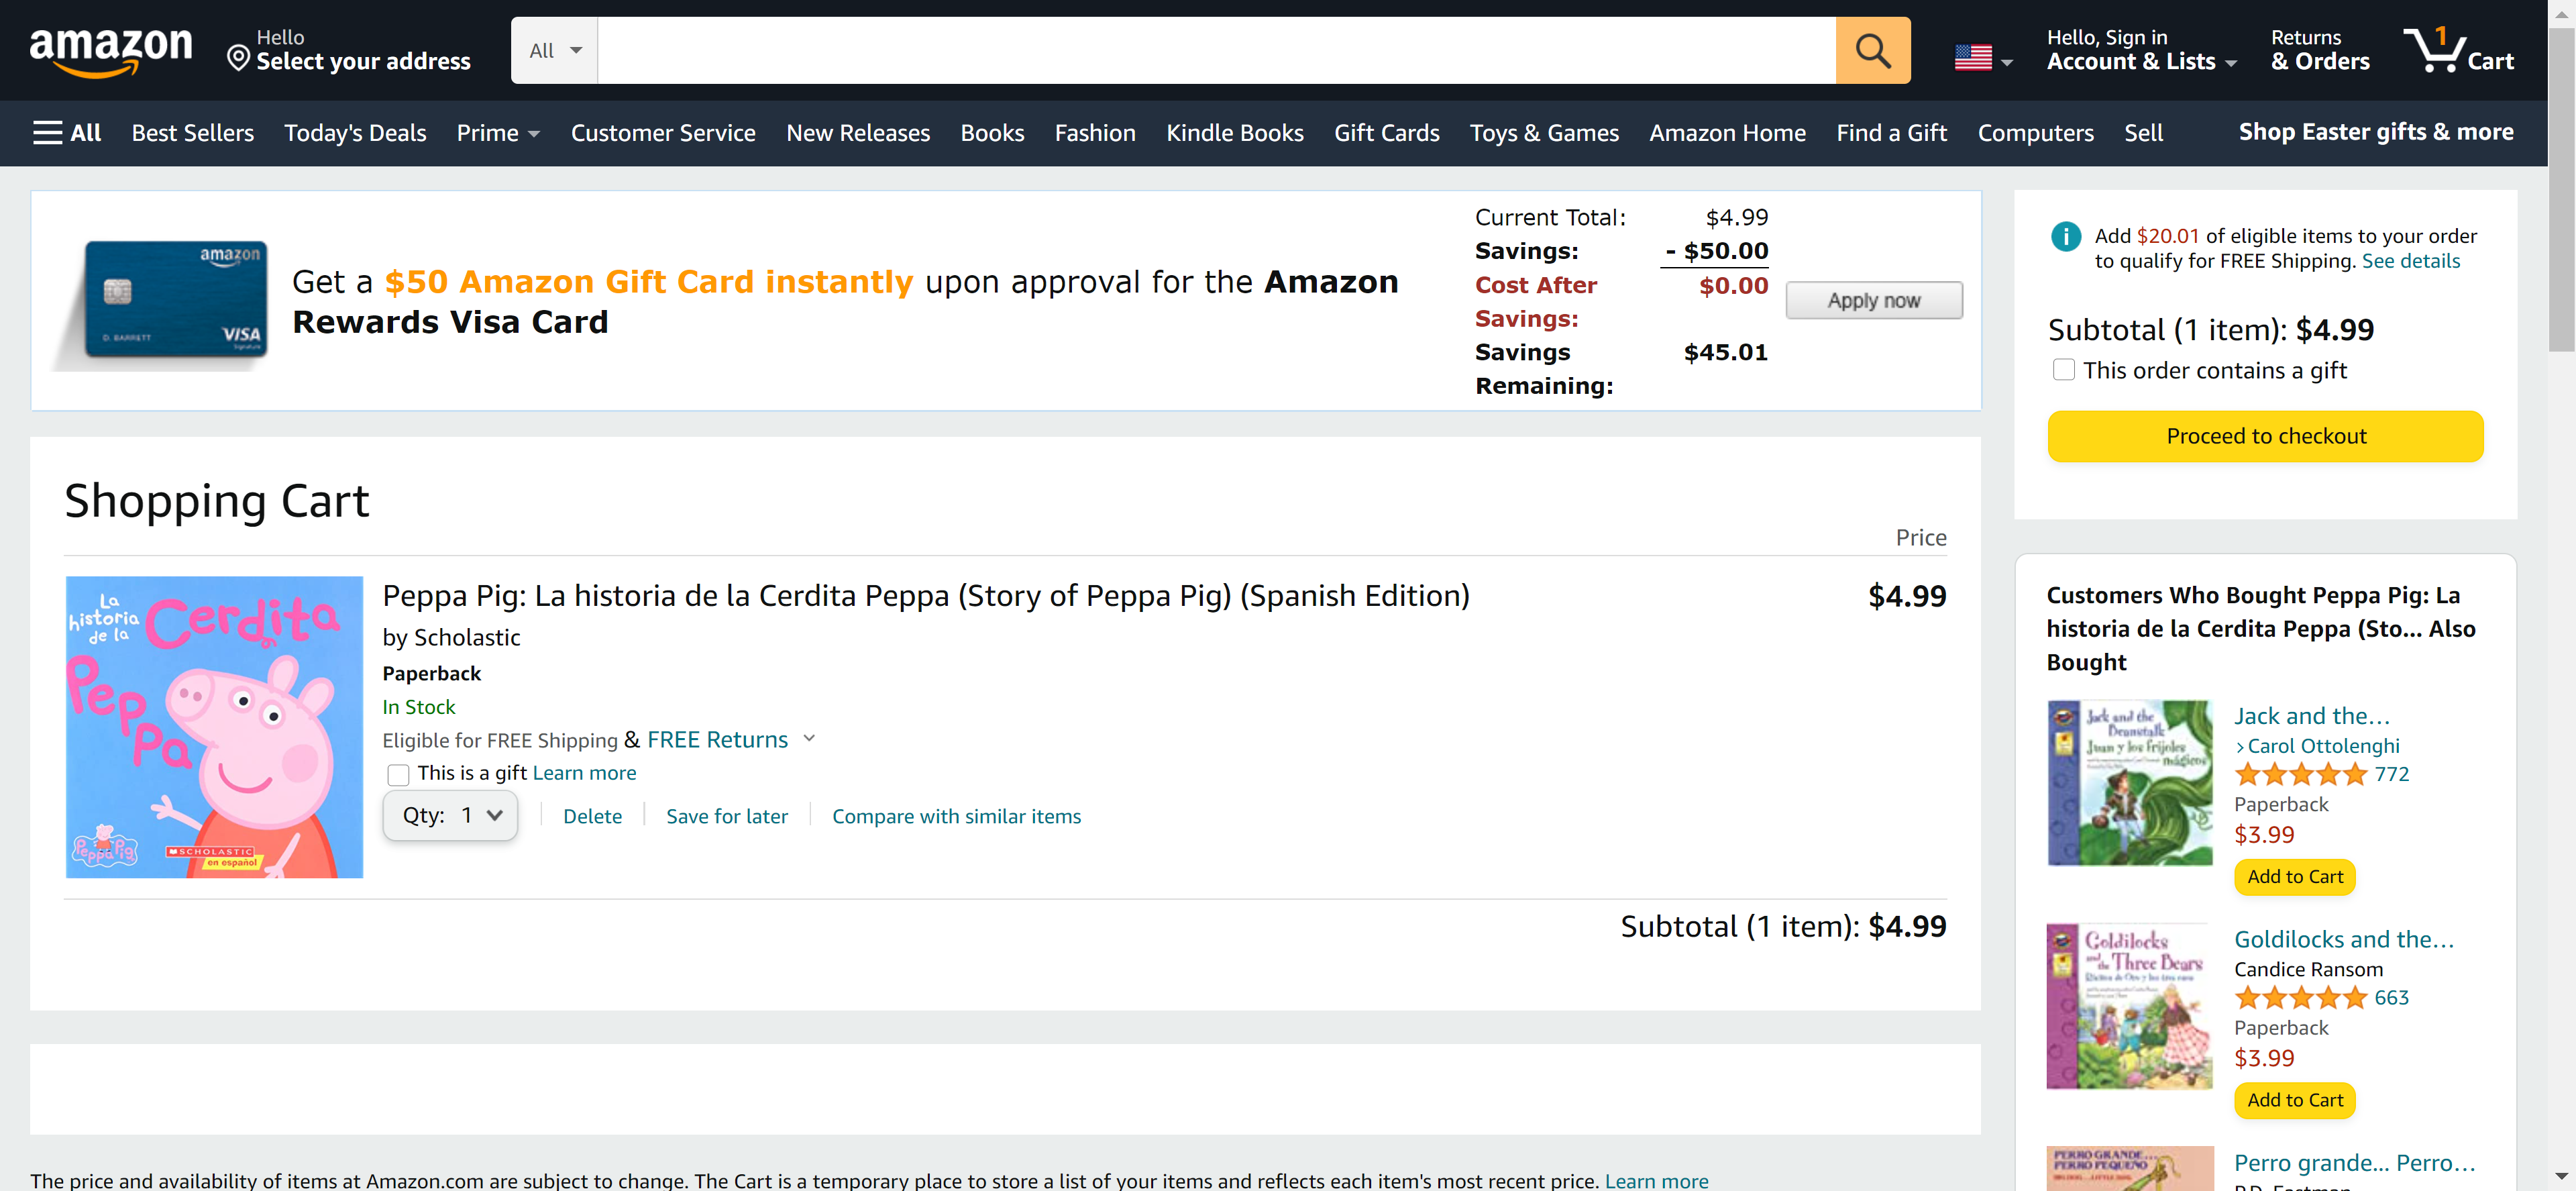 amazon
Hello
Select your address
All
Hello, Sign in
Account & Lists
Returns
& Orders
1
Cart
All
Best Sellers
Today's Deals
Prime
Customer Service
New Releases
Books
Fashion
Kindle Books
Gift Cards
Toys & Games
Amazon Home
Find a Gift
Computers
Sell
Shop Easter gifts & more
amazon
D. BARRETT
VISA
Signature
Get a $50 Amazon Gift Card instantly upon approval for the Amazon
Rewards Visa Card
Current Total: $4.99
Savings: - $50.00
Cost After $0.00
Savings:
Savings $45.01
Remaining:
Apply now
Add $20.01 of eligible items to your order
to qualify for FREE Shipping. See details
Subtotal (1 item): $4.99
This order contains a gift
Proceed to checkout
Shopping Cart
Price
La
historia
de la
Cerdita
Peppa
Peppa Pig
SCHOLASTIC
en español
Peppa Pig: La historia de la Cerdita Peppa (Story of Peppa Pig) (Spanish Edition)
$4.99
by Scholastic
Paperback
In Stock
Eligible for FREE Shipping & FREE Returns
This is a gift Learn more
Qty: 1
Delete
Save for later
Compare with similar items
Subtotal (1 item): $4.99
Customers Who Bought Peppa Pig: La
historia de la Cerdita Peppa (Sto... Also
Bought
Jack and the
Beanstalk
Juan y los frijoles
mágicos
Jack and the…
› Carol Ottolenghi
772
Paperback
$3.99
Add to Cart
Goldilocks
and the Three Bears
Goldilocks and the…
Candice Ransom
663
Paperback
$3.99
Add to Cart
PERRO GRANDE...
PERRO PEQUEÑO
Perro grande... Perro…
P.D. Eastman
The price and availability of items at Amazon.com are subject to change. The Cart is a temporary place to store a list of your items and reflects each item's most recent price. Learn more